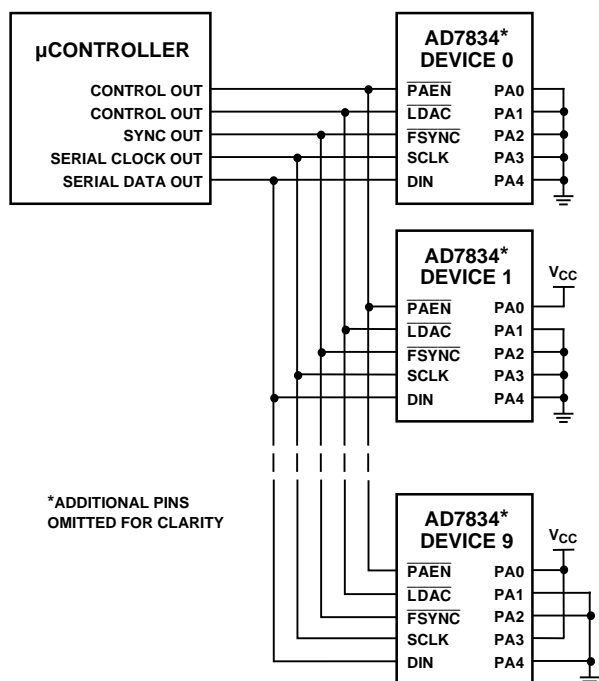 µCONTROLLER
CONTROL OUT
CONTROL OUT
SYNC OUT
SERIAL CLOCK OUT
SERIAL DATA OUT
AD7834*
DEVICE 0
PAEN PA0
LDAC PA1
FSYNC PA2
SCLK PA3
DIN PA4
AD7834*
DEVICE 1
VCC
PAEN PA0
LDAC PA1
FSYNC PA2
SCLK PA3
DIN PA4
*ADDITIONAL PINS
OMITTED FOR CLARITY
AD7834*
DEVICE 9
VCC
PAEN PA0
LDAC PA1
FSYNC PA2
SCLK PA3
DIN PA4